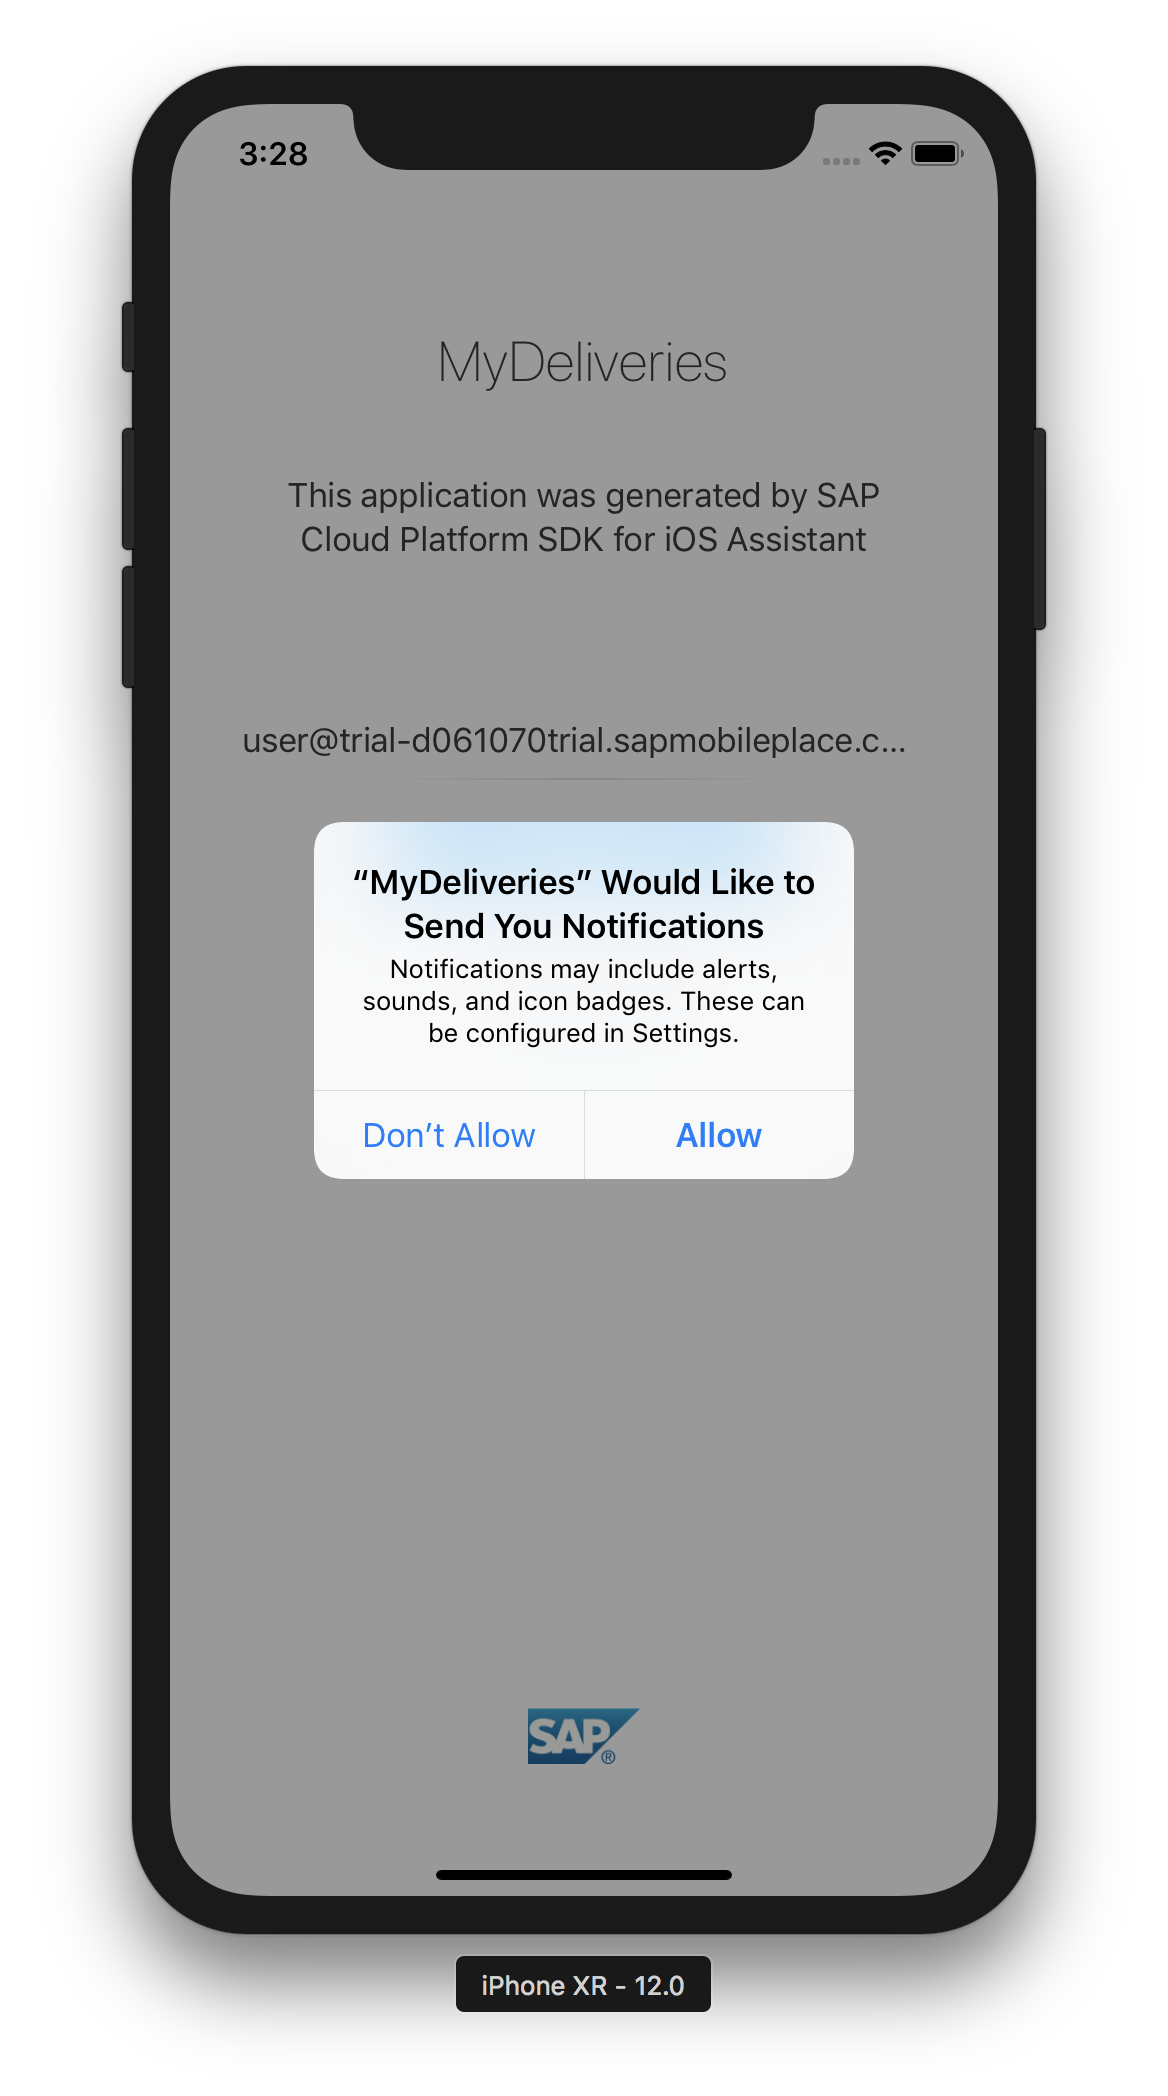 3:28
MyDeliveries
This application was generated by SAP
Cloud Platform SDK for iOS Assistant
user@trial-d061070trial.sapmobileplace.c...
“MyDeliveries” Would Like to
Send You Notifications
Notifications may include alerts,
sounds, and icon badges. These can
be configured in Settings.
Don’t Allow
Allow
SAP®
iPhone XR - 12.0